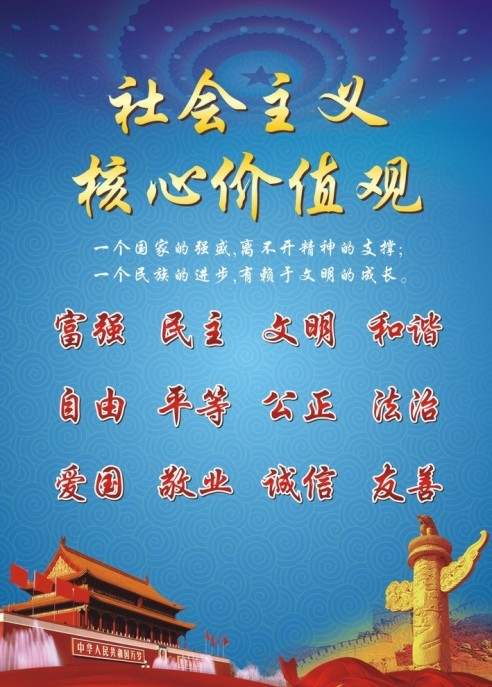 社会主义
核心价值观
一个国家的强盛,离不开精神的支撑;
一个民族的进步,有赖于文明的成长。
富强 民主 文明 和谐
自由 平等 公正 法治
爱国 敬业 诚信 友善
中华人民共和国万岁